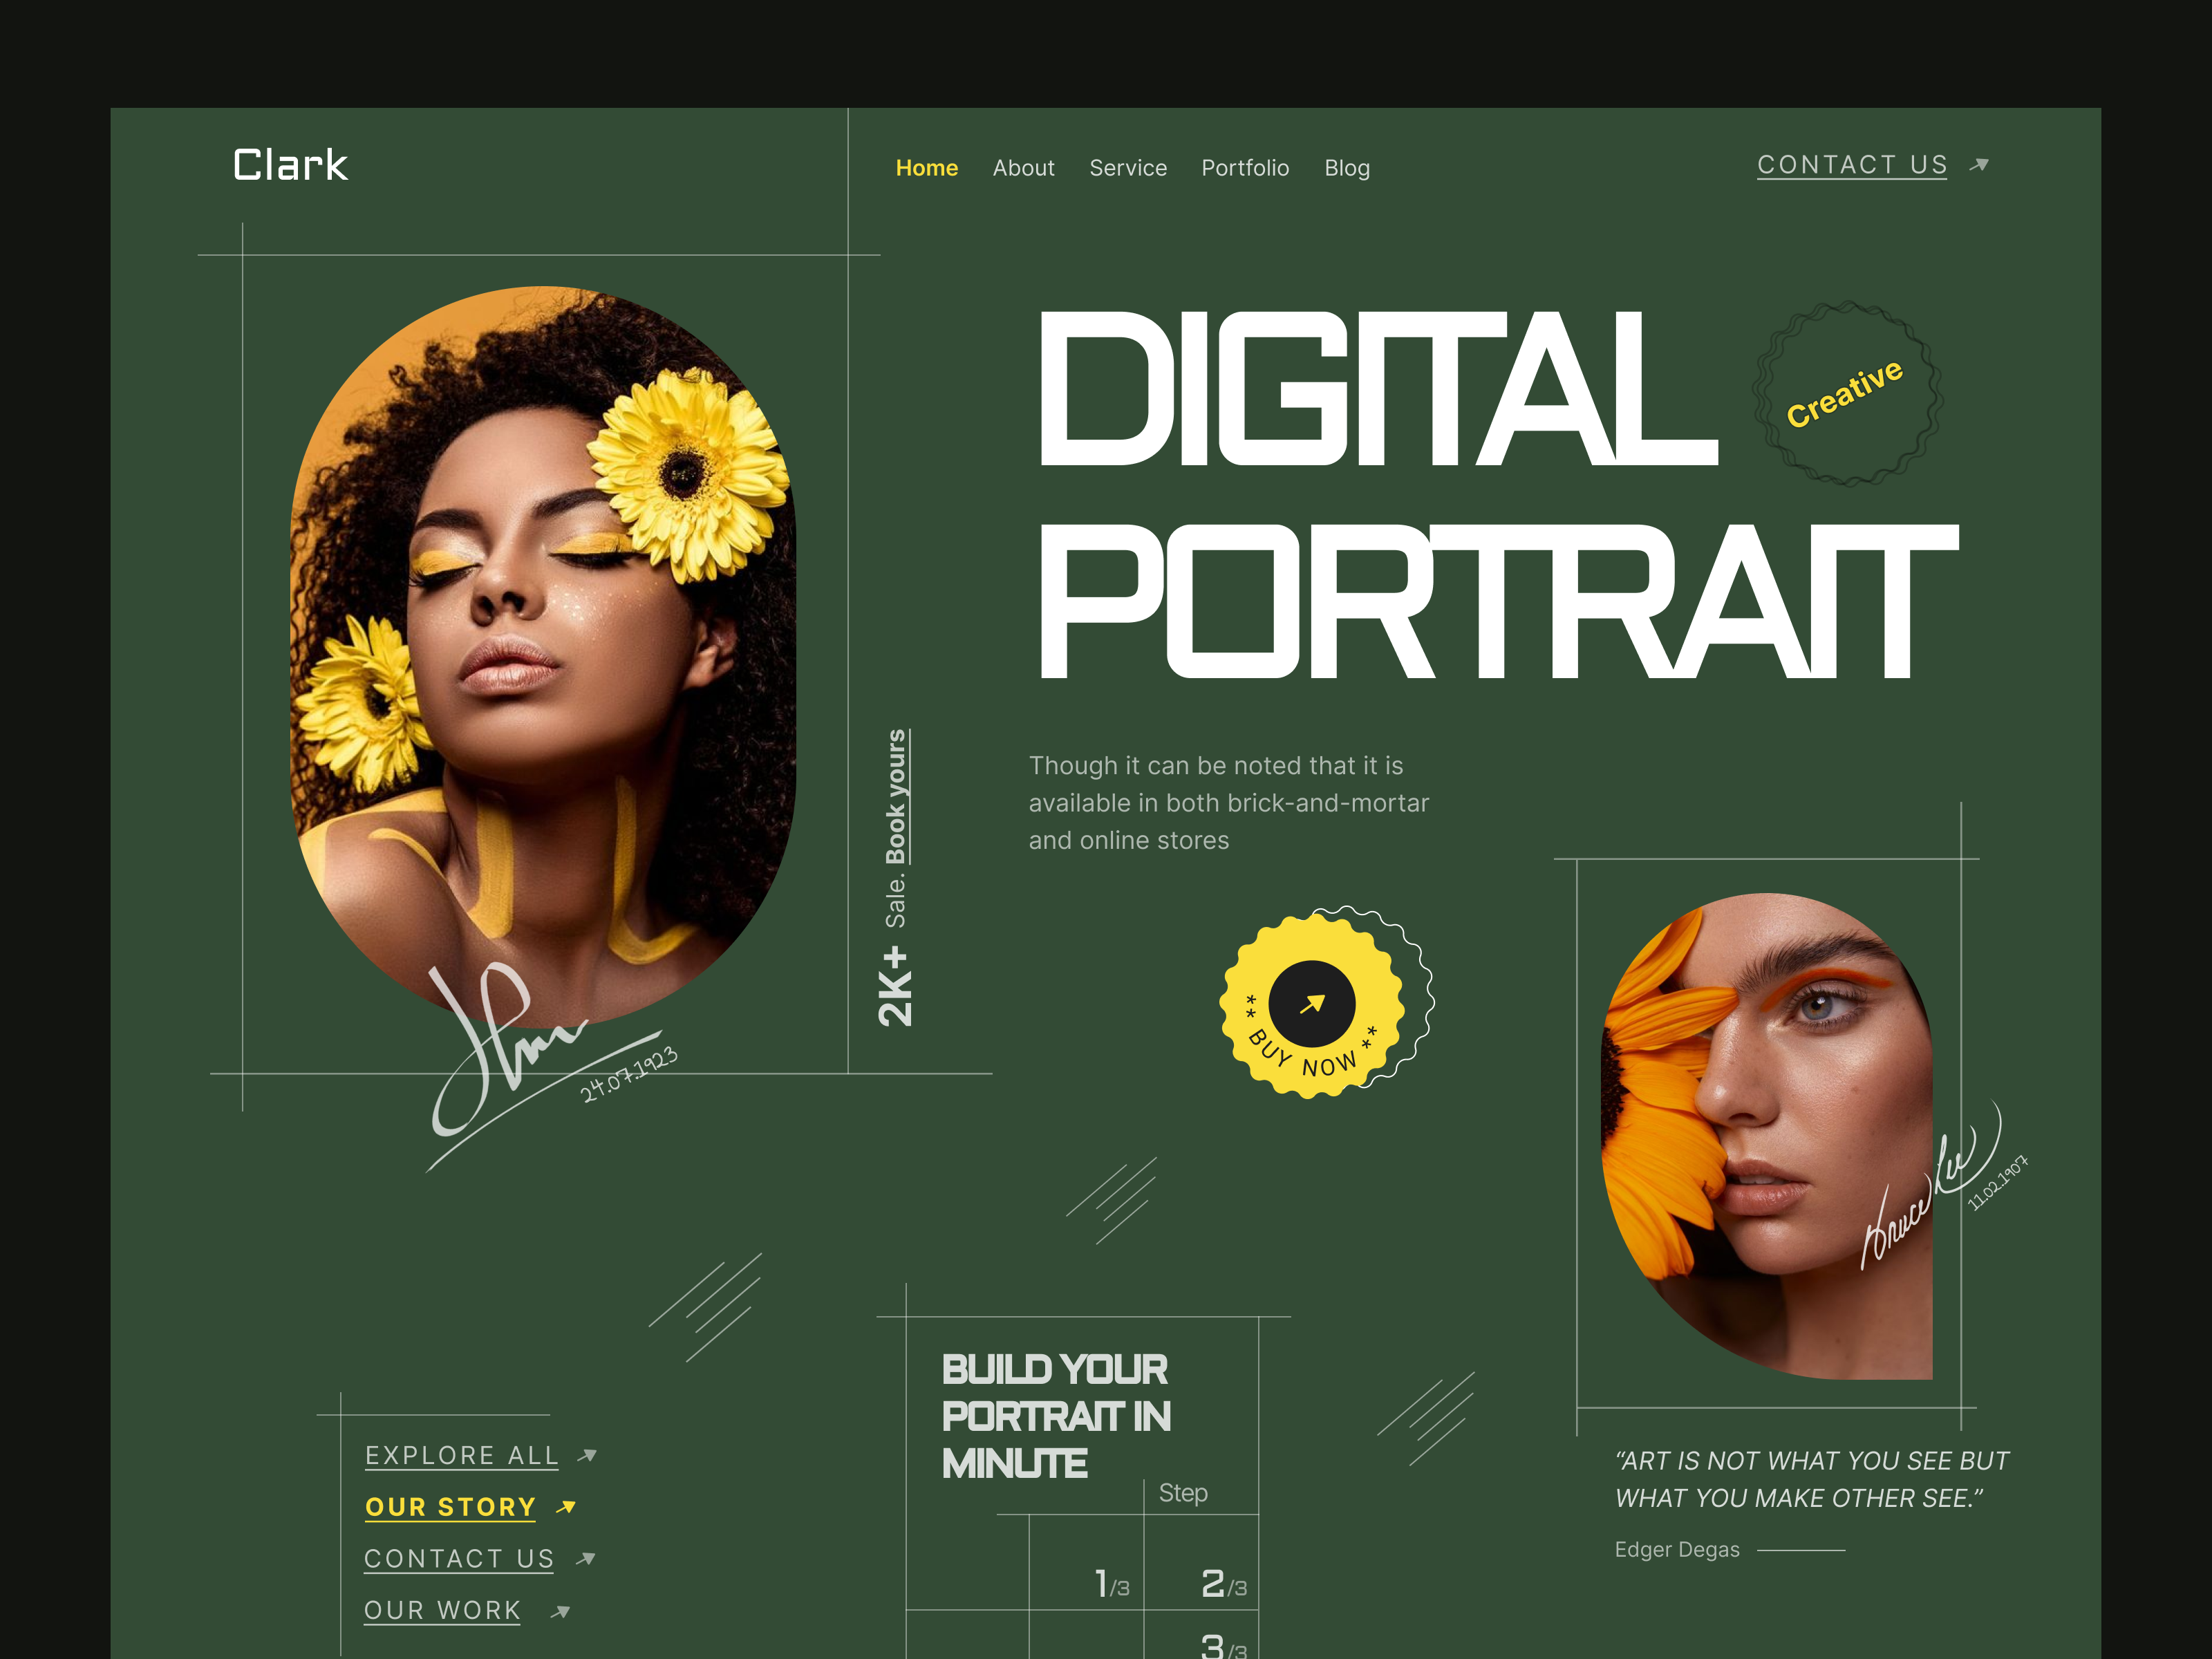 Clark
Home About Service Portfolio Blog
CONTACT US
DIGITAL
Creative
PORTRAIT
Though it can be noted that it is
available in both brick-and-mortar
and online stores
2K+ Sale. Book yours
** BUY NOW **
24.07.1923
Bruce Lee
11.02.1907
BUILD YOUR
PORTRAIT IN
MINUTE
Step
1/3
2/3
3/3
EXPLORE ALL
OUR STORY
CONTACT US
OUR WORK
“ART IS NOT WHAT YOU SEE BUT
WHAT YOU MAKE OTHER SEE.”
Edger Degas